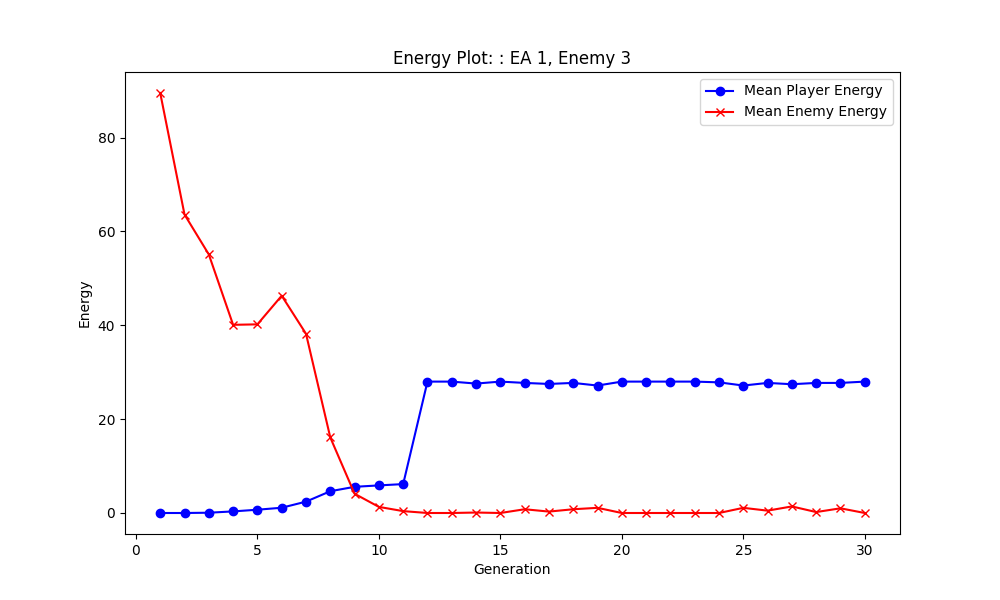 Energy Plot: : EA 1, Enemy 3
Mean Player Energy
Mean Enemy Energy
Energy
80
60
40
20
0
0 5 10 15 20 25 30
Generation